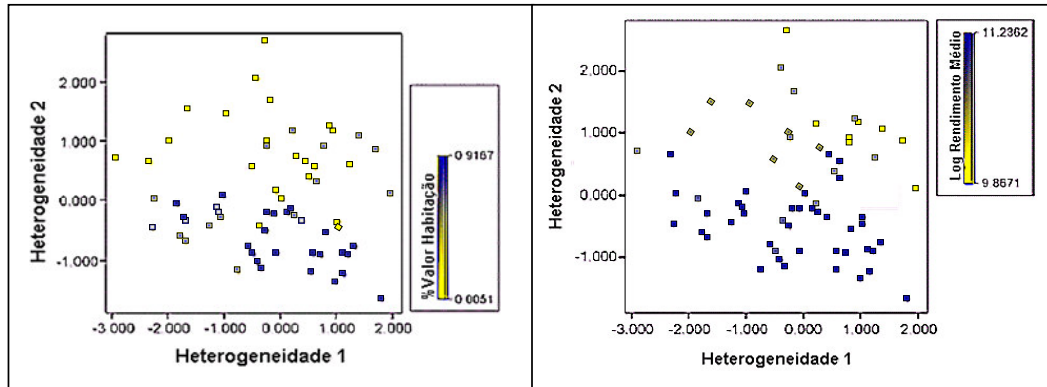 Heterogeneidade 2
2.000
1.000
0.000
-1.000
-3.000 -2.000 -1.000 0.000 1.000 2.000
Heterogeneidade 1
% Valor Habitação
0.9167
0.0051
Heterogeneidade 2
2.000
1.000
0.000
-1,000
-3.000 -2.000 -1.000 0.000 1.000 2.000
Heterogeneidade 1
Log Rendimento Médio
11.2362
9.8671